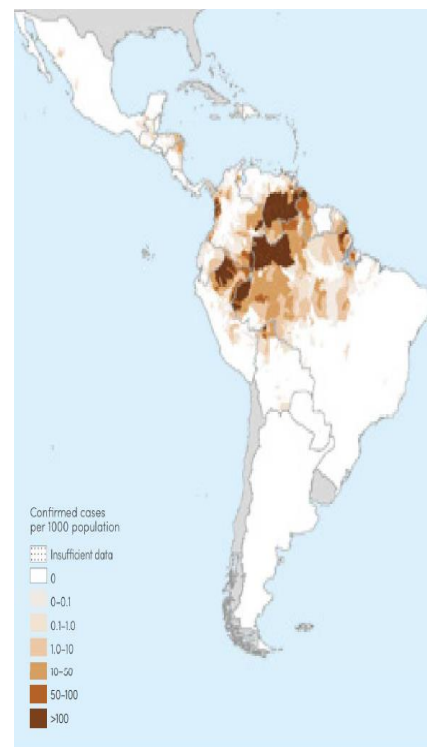 Confirmed cases
per 1000 population
Insufficient data
0
0–0.1
0.1–1.0
1.0–10
10–50
50–100
>100